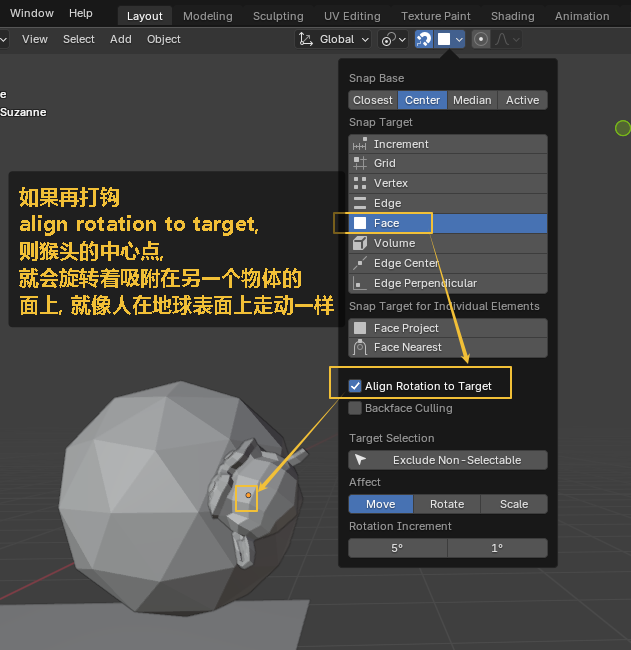 Window Help Layout Modeling Sculpting UV Editing Texture Paint Shading Animation
View Select Add Object Global
e
Suzanne
Snap Base
Closest Center Median Active
Snap Target
Increment
Grid
Vertex
Edge
Face
Volume
Edge Center
Edge Perpendicular
Snap Target for Individual Elements
Face Project
Face Nearest
Align Rotation to Target
Backface Culling
Target Selection
Exclude Non-Selectable
Affect
Move Rotate Scale
Rotation Increment
5° 1°
如果再打钩
align rotation to target,
则猴头的中心点,
就会旋转着吸附在另一个物体的
面上, 就像人在地球表面上走动一样